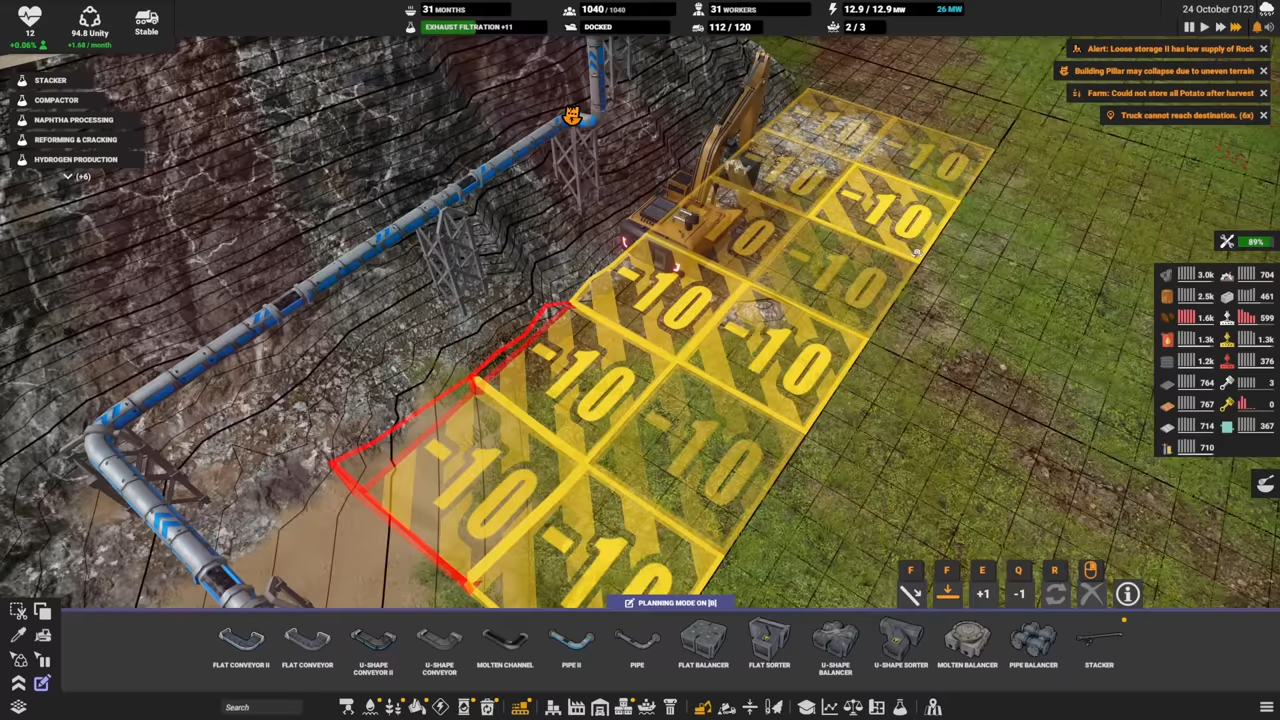 12
+0.06%
94.8 Unity
+1.68 / month
Stable
31 MONTHS
EXHAUST FILTRATION +11
1040 / 1040
DOCKED
31 WORKERS
112 / 120
12.9 / 12.9 MW
26 MW
2 / 3
24 October 0123
Alert: Loose storage II has low supply of Rock
Building Pillar may collapse due to uneven terrain
Farm: Could not store all Potato after harvest
Truck cannot reach destination. (6x)
STACKER
COMPACTOR
NAPHTHA PROCESSING
REFORMING & CRACKING
HYDROGEN PRODUCTION
(+6)
-10 -10
-10 -10
-10 -10
-10 -10
-10 -10
-10 -10
89%
3.0k 704
2.5k 461
1.6k 599
1.3k 1.3k
1.2k 376
764 3
767 0
714 367
710
F F E Q R
+1 -1
PLANNING MODE ON [B]
FLAT CONVEYOR II
FLAT CONVEYOR
U-SHAPE CONVEYOR II
U-SHAPE CONVEYOR
MOLTEN CHANNEL
PIPE II
PIPE
FLAT BALANCER
FLAT SORTER
U-SHAPE BALANCER
U-SHAPE SORTER
MOLTEN BALANCER
PIPE BALANCER
STACKER
Search